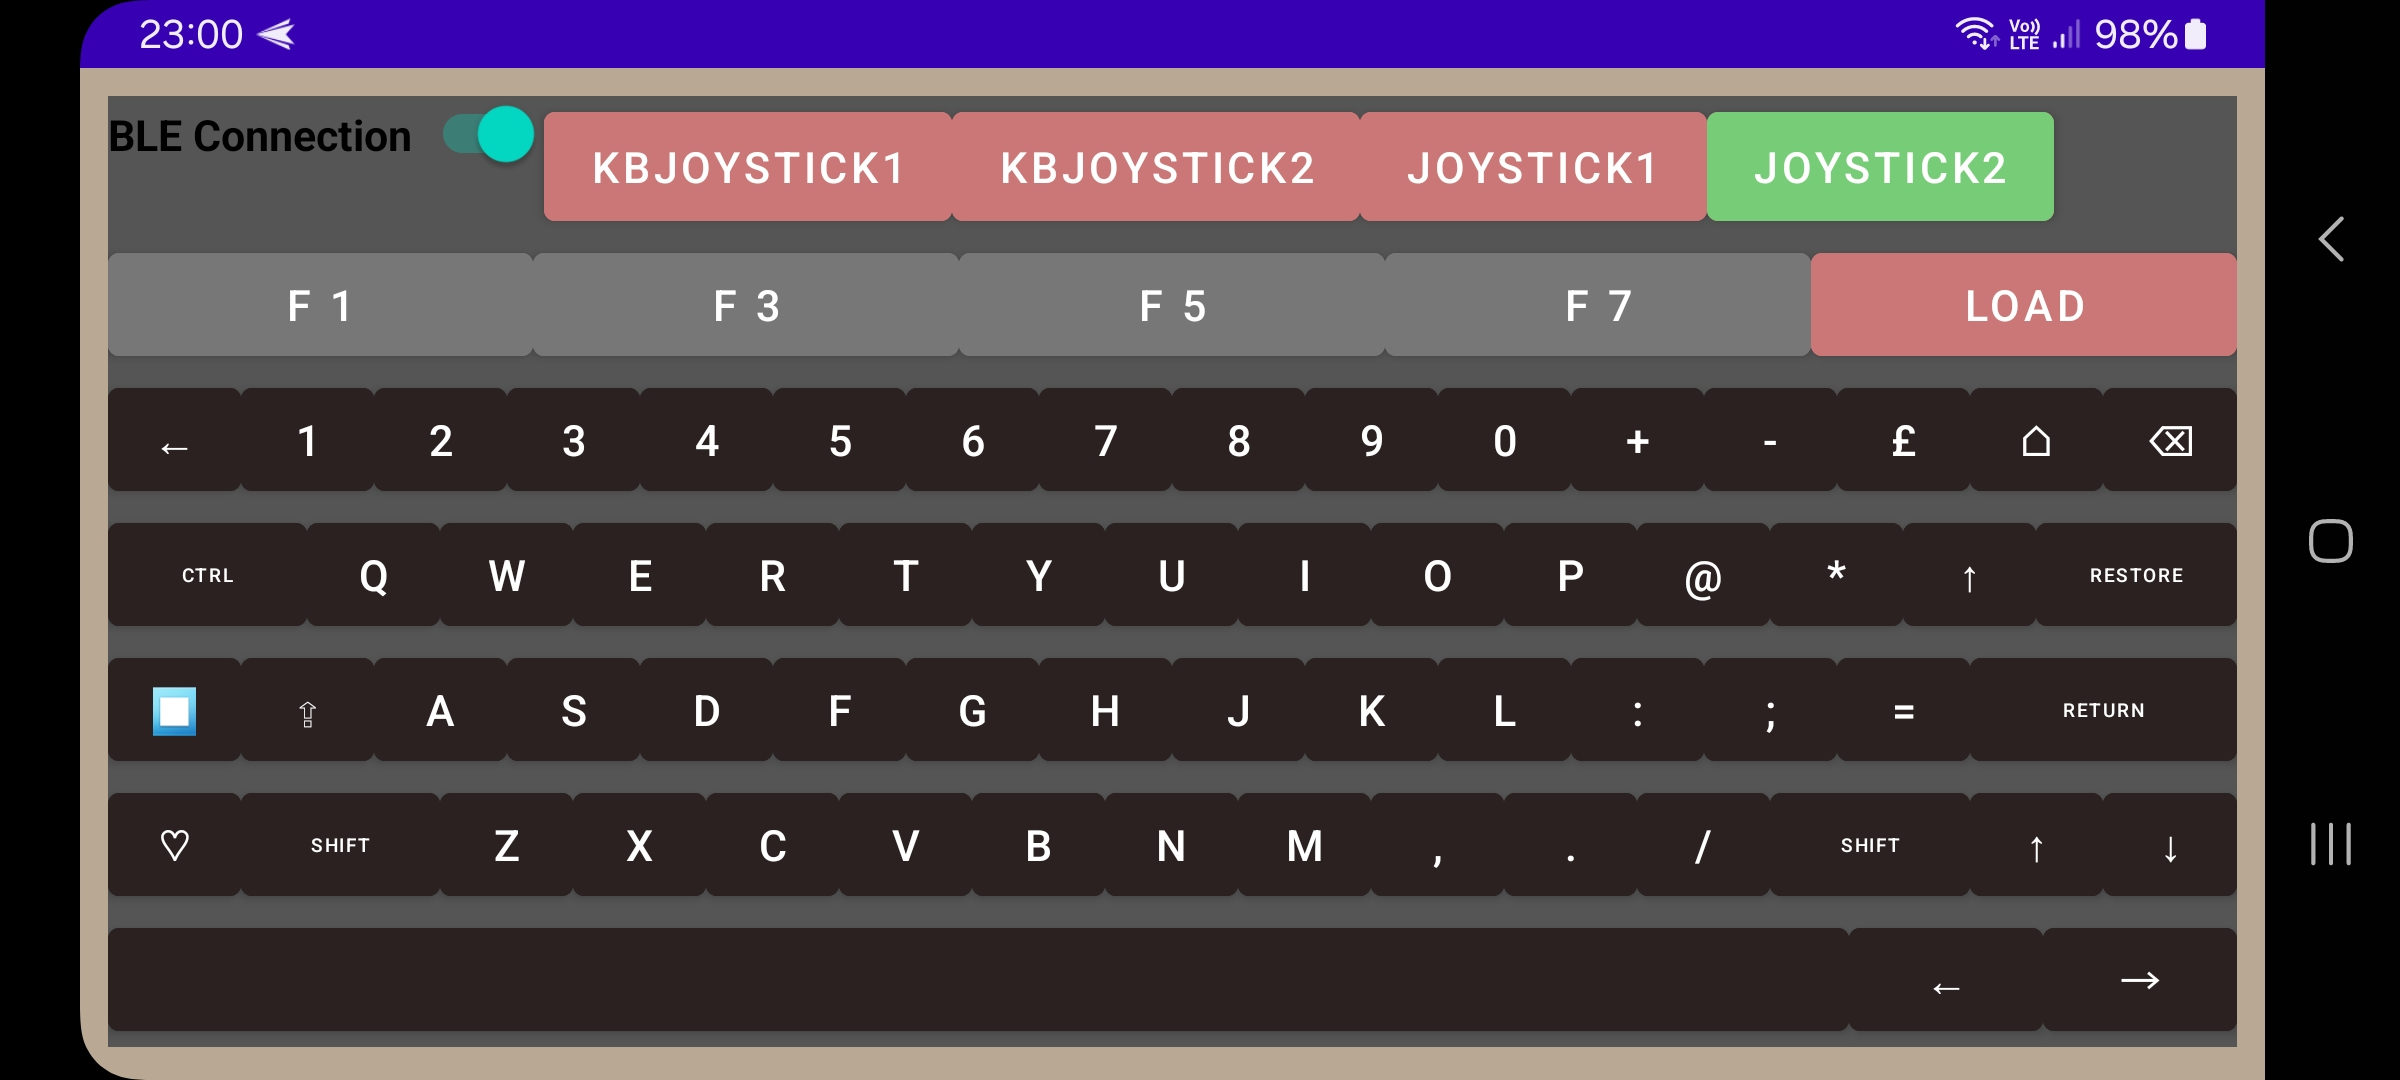 23:00 Vo)) LTE 98%
BLE Connection KBJOYSTICK1 KBJOYSTICK2 JOYSTICK1 JOYSTICK2
F 1 F 3 F 5 F 7 LOAD
← 1 2 3 4 5 6 7 8 9 0 + - £ ⌂ ⌫
CTRL Q W E R T Y U I O P @ * ↑ RESTORE
⇪ A S D F G H J K L : ; = RETURN
♡ SHIFT Z X C V B N M , . / SHIFT ↑ ↓
← →